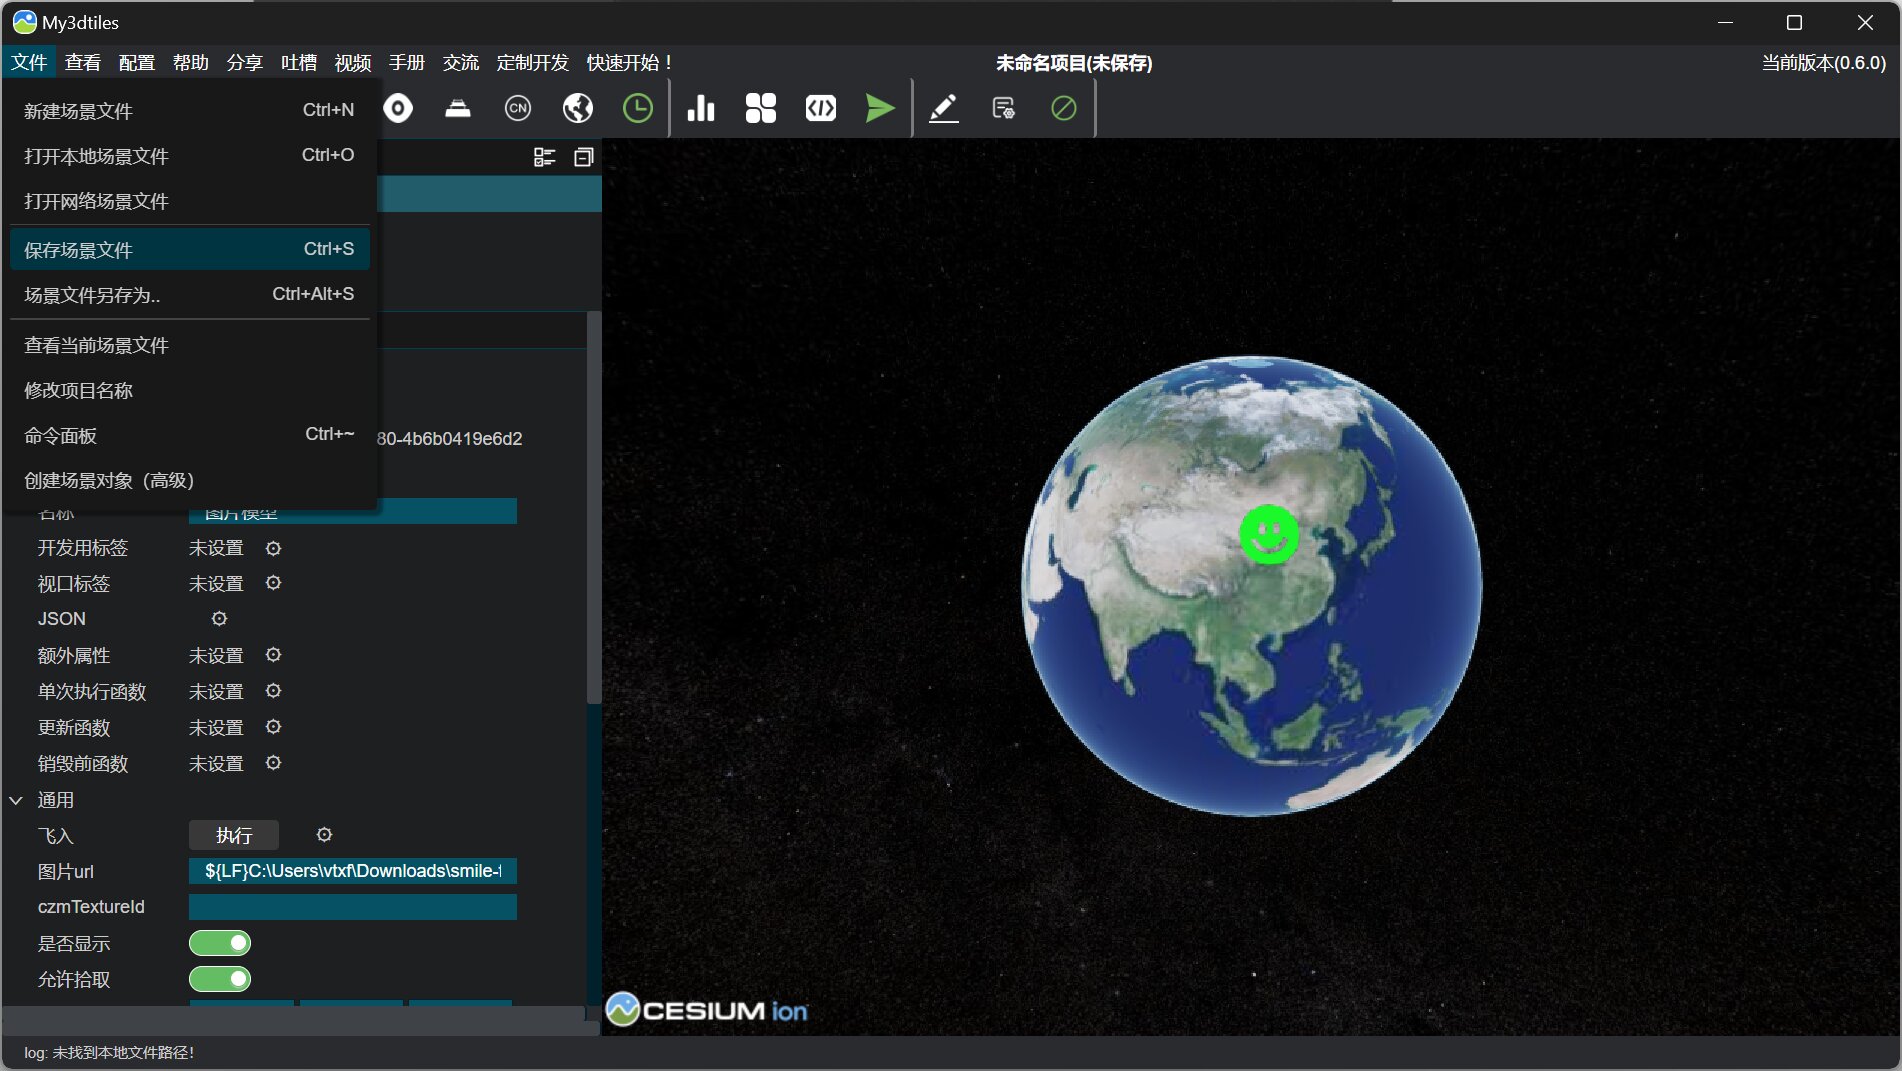 My3dtiles
文件 查看 配置 帮助 分享 吐槽 视频 手册 交流 定制开发 快速开始！ 未命名项目(未保存) 当前版本(0.6.0)
新建场景文件 Ctrl+N
CN
打开本地场景文件 Ctrl+O
打开网络场景文件
保存场景文件 Ctrl+S
场景文件另存为.. Ctrl+Alt+S
查看当前场景文件
修改项目名称
命令面板 Ctrl+~ 80-4b6b0419e6d2
创建场景对象（高级）
名称 图片模型
开发用标签 未设置
视口标签 未设置
JSON
额外属性 未设置
单次执行函数 未设置
更新函数 未设置
销毁前函数 未设置
通用
飞入 执行
图片url ${LF}C:\Users\vtxf\Downloads\smile-
czmTextureId
是否显示
允许拾取
CESIUM ion
log: 未找到本地文件路径!